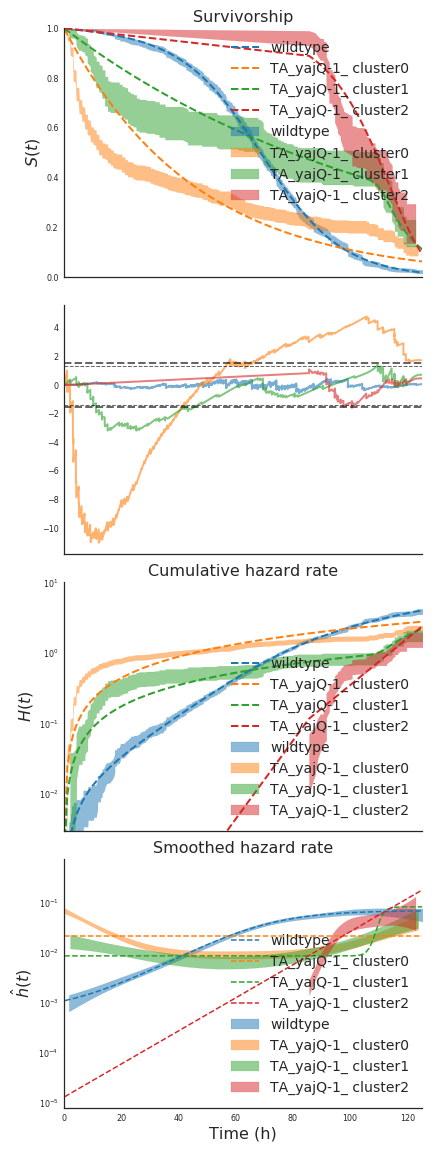 Survivorship
1.0
0.8
0.6
0.4
0.2
0.0
S(t)
wildtype
TA_yajQ-1_ cluster0
TA_yajQ-1_ cluster1
TA_yajQ-1_ cluster2
wildtype
TA_yajQ-1_ cluster0
TA_yajQ-1_ cluster1
TA_yajQ-1_ cluster2
4
2
0
−2
−4
−6
−8
−10
Cumulative hazard rate
10¹
10⁰
10⁻¹
10⁻²
H(t)
wildtype
TA_yajQ-1_ cluster0
TA_yajQ-1_ cluster1
TA_yajQ-1_ cluster2
wildtype
TA_yajQ-1_ cluster0
TA_yajQ-1_ cluster1
TA_yajQ-1_ cluster2
Smoothed hazard rate
10⁻¹
10⁻²
10⁻³
10⁻⁴
10⁻⁵
ĥ(t)
wildtype
TA_yajQ-1_ cluster0
TA_yajQ-1_ cluster1
TA_yajQ-1_ cluster2
wildtype
TA_yajQ-1_ cluster0
TA_yajQ-1_ cluster1
TA_yajQ-1_ cluster2
0 20 40 60 80 100 120
Time (h)